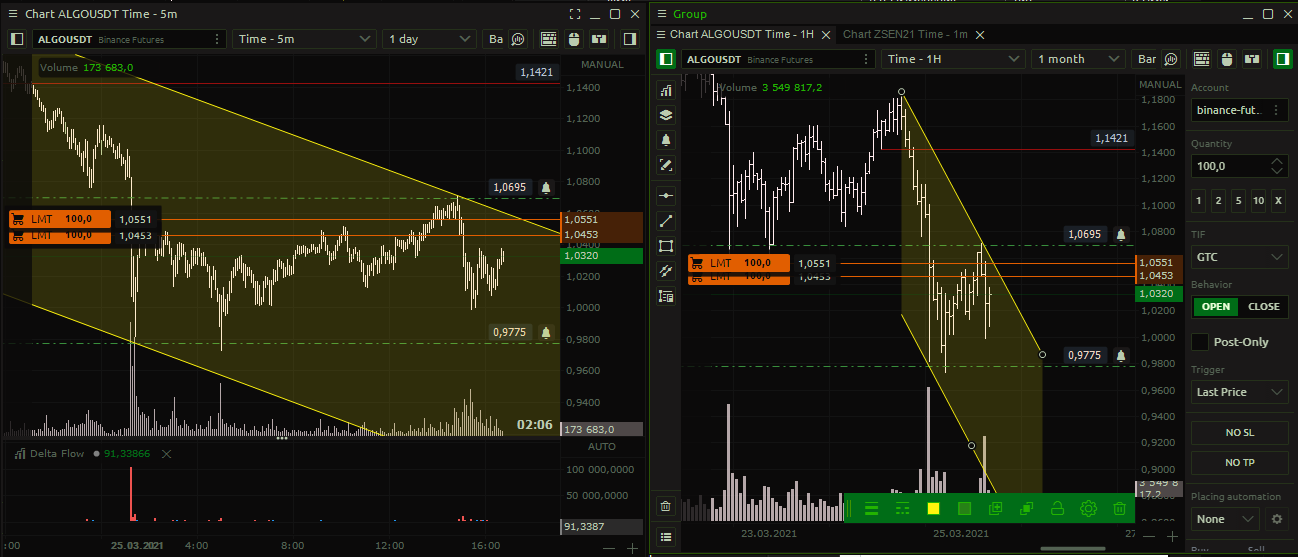 Chart ALGOUSDT Time - 5m
ALGOUSDT Binance Futures
Time - 5m
1 day
Ba
Volume 173 683,0
MANUAL
1,1421
1,1400
1,1200
1,1000
1,0800
1,0695
LMT 100,0 1,0551
LMT 100,0 1,0453
1,0551
1,0453
1,0400
1,0320
1,0200
1,0000
0,9775
0,9800
0,9600
0,9400
02:06
173 683,0
Delta Flow 91,33866
AUTO
100 000,0000
50 000,0000
91,3387
:00
25.03.2021
4:00
8:00
12:00
16:00
Group
Chart ALGOUSDT Time - 1H
Chart ZSEN21 Time - 1m
ALGOUSDT Binance Futures
Time - 1H
1 month
Bar
Volume 3 549 817,2
MANUAL
1,1800
1,1600
1,1421
1,1400
1,1200
1,1000
1,0800
1,0695
LMT 100,0 1,0551
LMT 100,0 1,0453
1,0551
1,0453
1,0320
1,0200
1,0000
0,9775
0,9800
0,9600
0,9400
0,9200
0,9000
3 549 8
17,2
23.03.2021
25.03.2021
27
Account
binance-fut...
Quantity
100,0
1 2 5 10 X
TIF
GTC
Behavior
OPEN CLOSE
Post-Only
Trigger
Last Price
NO SL
NO TP
Placing automation
None
Buy Sell